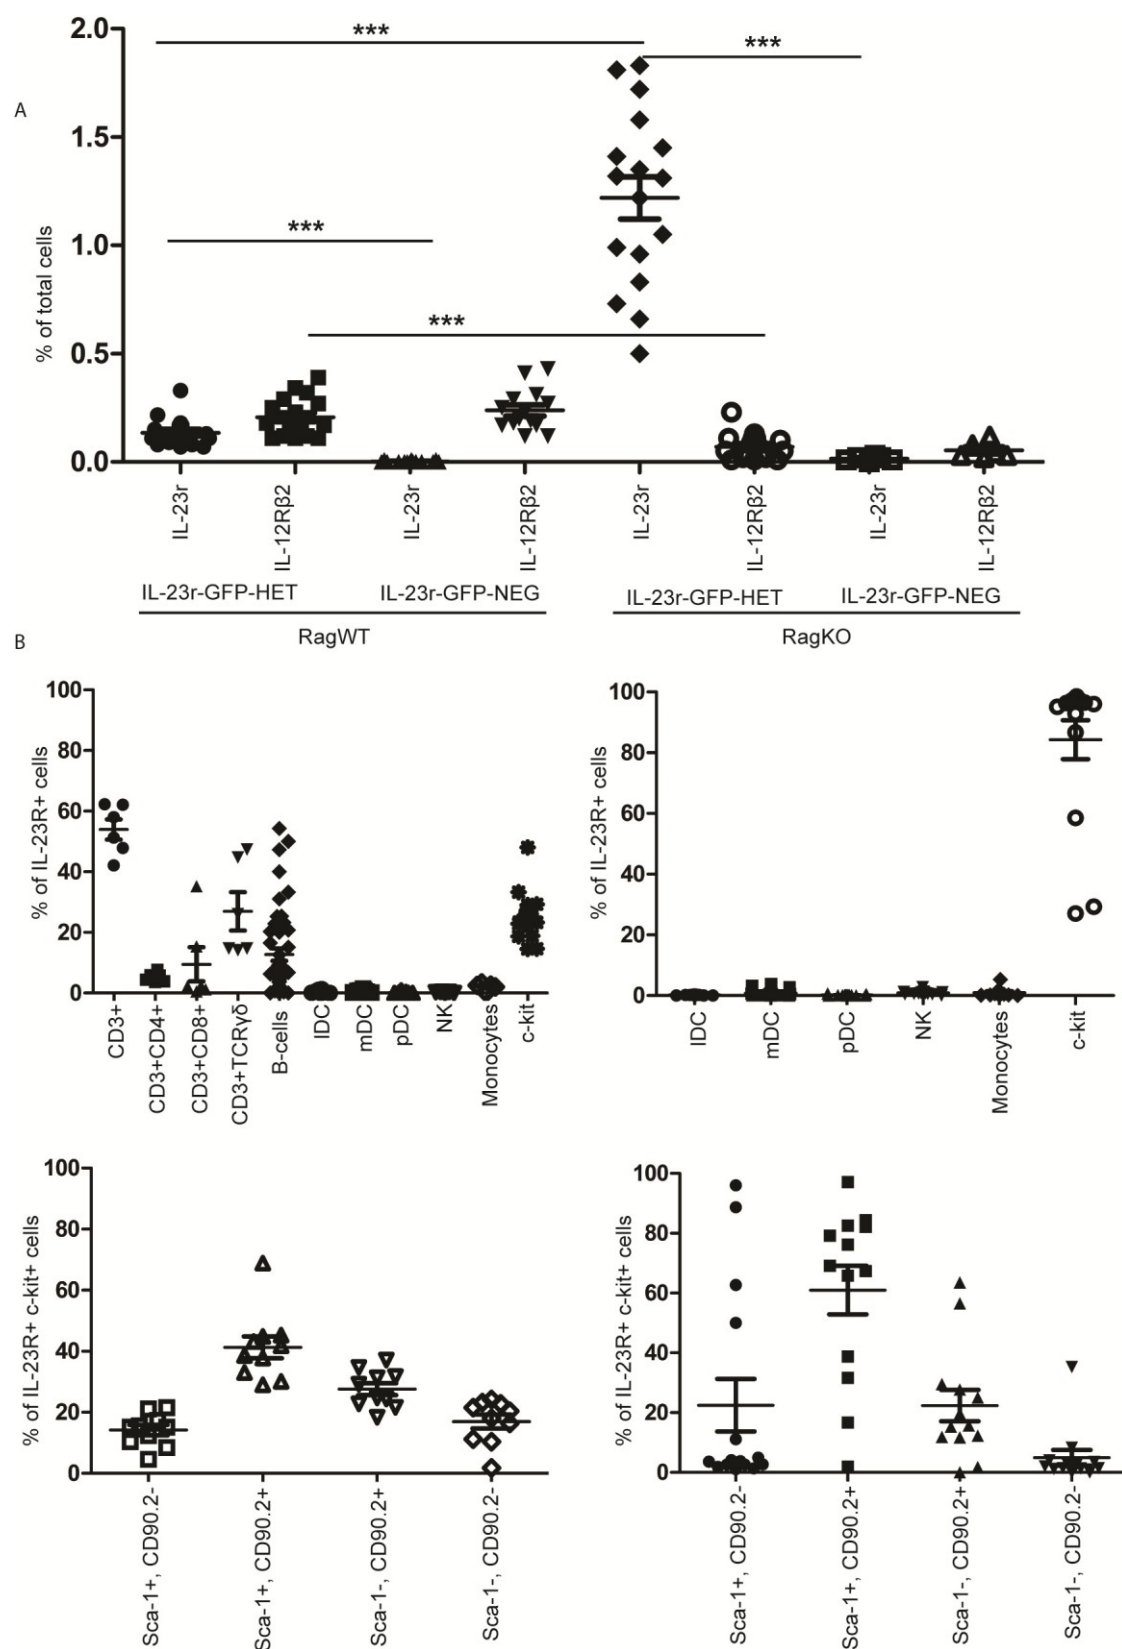 A
2.0
1.5
1.0
0.5
0.0
% of total cells
***
***
***
***
IL-23r
IL-12Rβ2
IL-23r
IL-12Rβ2
IL-23r
IL-12Rβ2
IL-23r
IL-12Rβ2
IL-23r-GFP-HET
IL-23r-GFP-NEG
IL-23r-GFP-HET
IL-23r-GFP-NEG
RagWT
RagKO
B
100
80
60
40
20
0
% of IL-23R+ cells
CD3+
CD3+CD4+
CD3+CD8+
CD3+TCRγδ
B-cells
lDC
mDC
pDC
NK
Monocytes
c-kit
100
80
60
40
20
0
% of IL-23R+ cells
lDC
mDC
pDC
NK
Monocytes
c-kit
100
80
60
40
20
0
% of IL-23R+ c-kit+ cells
Sca-1+, CD90.2-
Sca-1+, CD90.2+
Sca-1-, CD90.2+
Sca-1-, CD90.2-
100
80
60
40
20
0
% of IL-23R+ c-kit+ cells
Sca-1+, CD90.2-
Sca-1+, CD90.2+
Sca-1-, CD90.2+
Sca-1-, CD90.2-